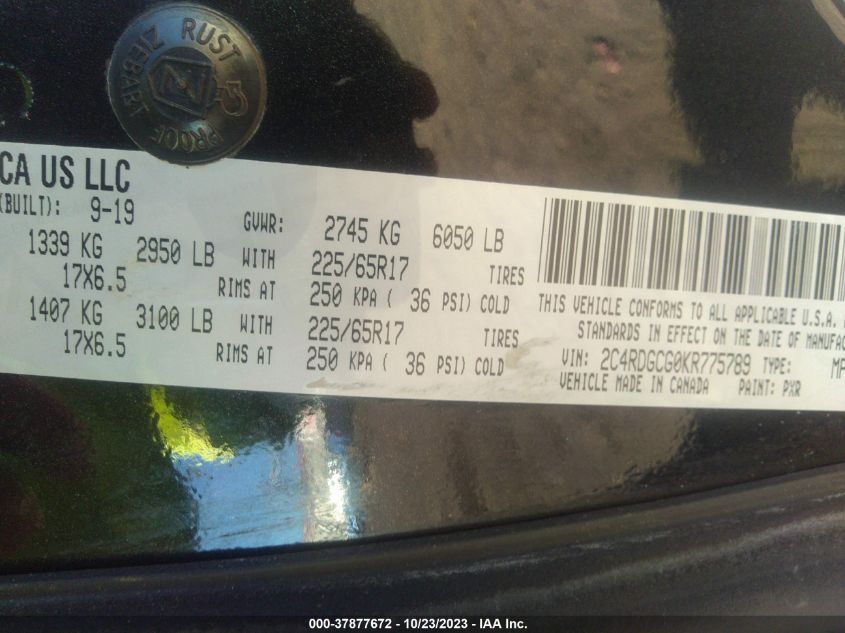 ZIEBART RUST PROOF
CA US LLC
(BUILT): 9-19 GVWR: 2745 KG 6050 LB
1339 KG 2950 LB WITH 225/65R17 TIRES
17X6.5 RIMS AT 250 KPA ( 36 PSI) COLD
1407 KG 3100 LB WITH 225/65R17 TIRES
17X6.5 RIMS AT 250 KPA ( 36 PSI) COLD
THIS VEHICLE CONFORMS TO ALL APPLICABLE U.S.A.
STANDARDS IN EFFECT ON THE DATE OF MANUFAC
VIN: 2C4RDGCG0KR775789 TYPE: MP
VEHICLE MADE IN CANADA PAINT: PXR
000-37877672 - 10/23/2023 - IAA Inc.